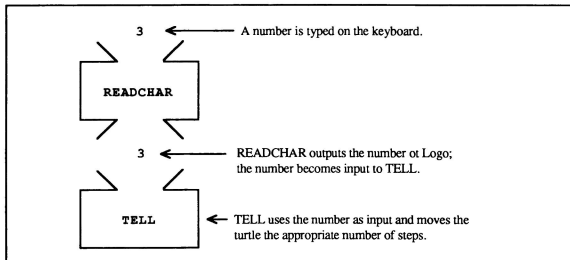 3
A number is typed on the keyboard.
READCHAR
3
READCHAR outputs the number ot Logo;
the number becomes input to TELL.
TELL
TELL uses the number as input and moves the
turtle the appropriate number of steps.